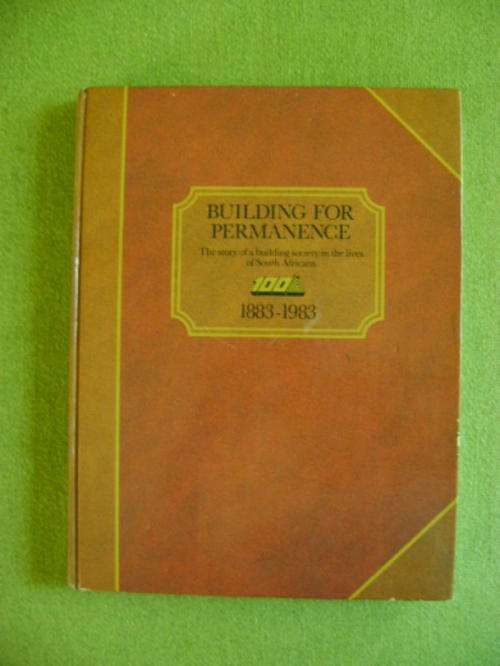 BUILDING FOR
PERMANENCE
The story of a building society in the lives
of South Africans
100
1883-1983